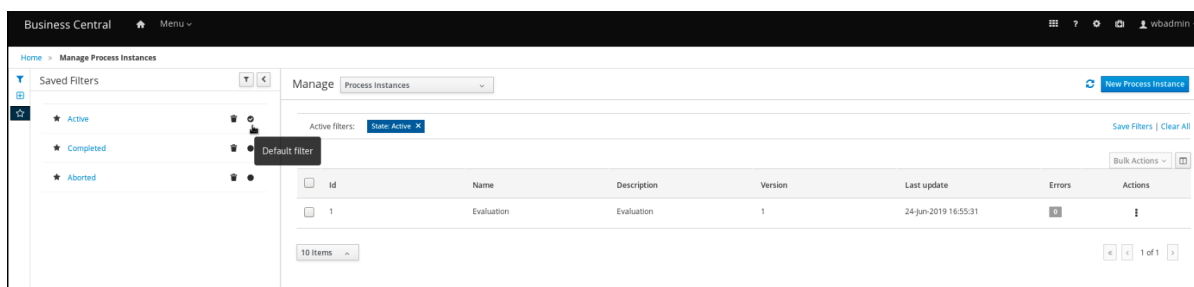 Business Central Menu ? wbadmin
Home > Manage Process Instances
Saved Filters
Manage Process Instances New Process Instance
Active
Active filters: State: Active X Save Filters | Clear All
Completed
Default filter
Bulk Actions
Aborted
Id Name Description Version Last update Errors Actions
1 Evaluation Evaluation 1 24-Jun-2019 16:55:31 0
10 Items « < 1 of 1 >